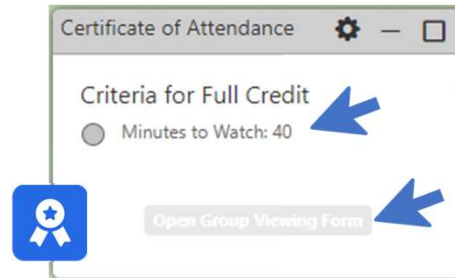 Certificate of Attendance
Criteria for Full Credit
Minutes to Watch: 40
Open Group Viewing Form